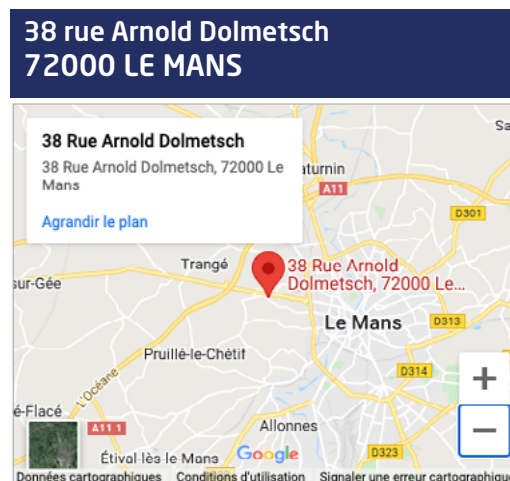 38 rue Arnold Dolmetsch
72000 LE MANS
38 Rue Arnold Dolmetsch
38 Rue Arnold Dolmetsch, 72000 Le
Mans
Agrandir le plan
Sa
aturnin
A11
D301
Trangé
38 Rue Arnold
Dolmetsch, 72000 Le...
sur-Gée
Le Mans
D313
Pruillé-le-Chétif
D314
L'Océane
é-Flacé
A11 1
Allonnes
Étival lès le Mans
Google
D323
Données cartographiques
Conditions d'utilisation
Signaler une erreur cartographique